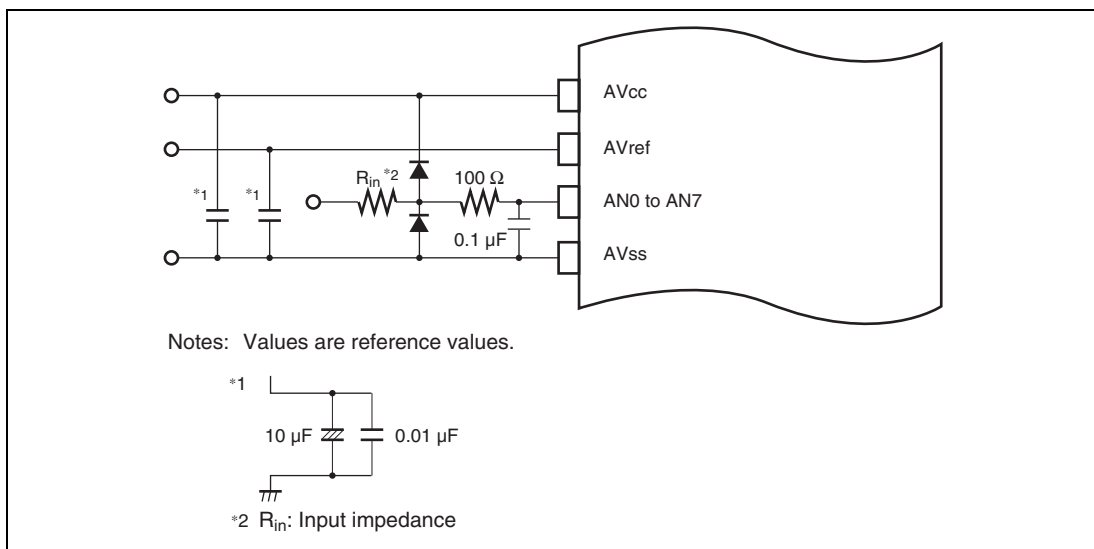 AVcc
AVref
*1
*1
Rin *2
100 Ω
AN0 to AN7
0.1 µF
AVss
Notes: Values are reference values.
*1
10 µF
0.01 µF
*2 Rin: Input impedance